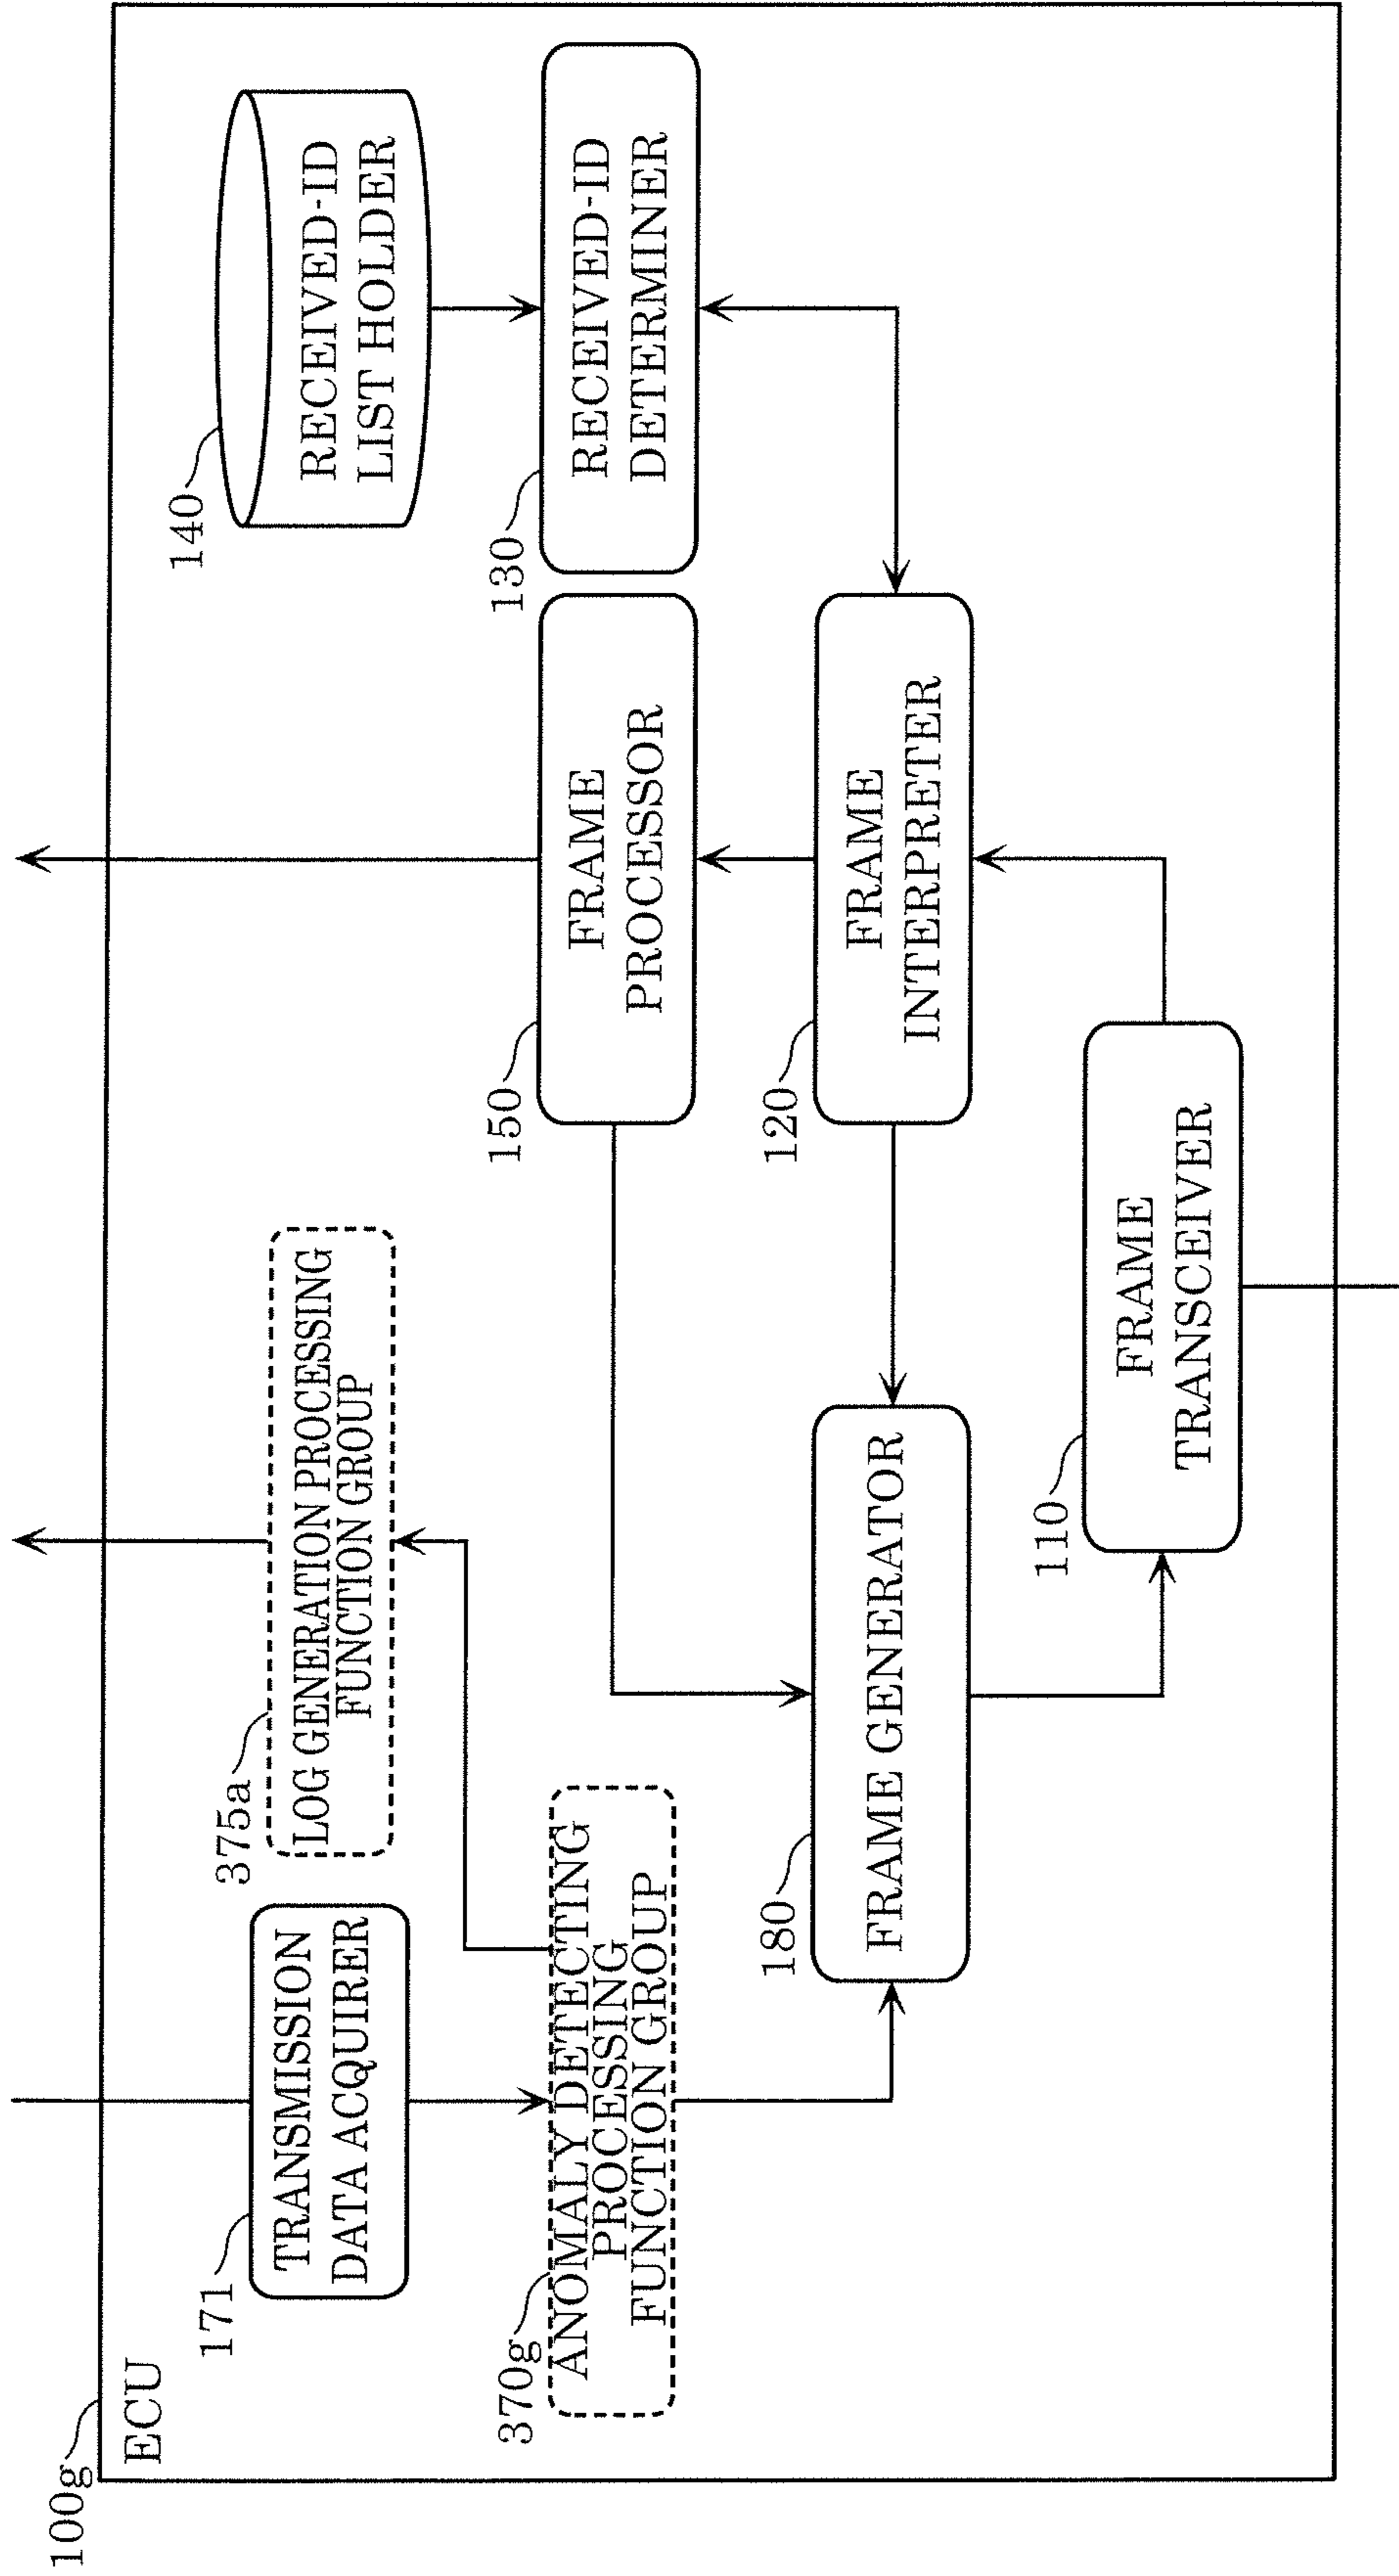 100g
ECU
171
TRANSMISSION
DATA ACQUIRER
375a
LOG GENERATION PROCESSING
FUNCTION GROUP
140
RECEIVED-ID
LIST HOLDER
370g
ANOMALY DETECTING
PROCESSING
FUNCTION GROUP
150
FRAME
PROCESSOR
130
RECEIVED-ID
DETERMINER
180
FRAME GENERATOR
120
FRAME
INTERPRETER
110
FRAME
TRANSCEIVER